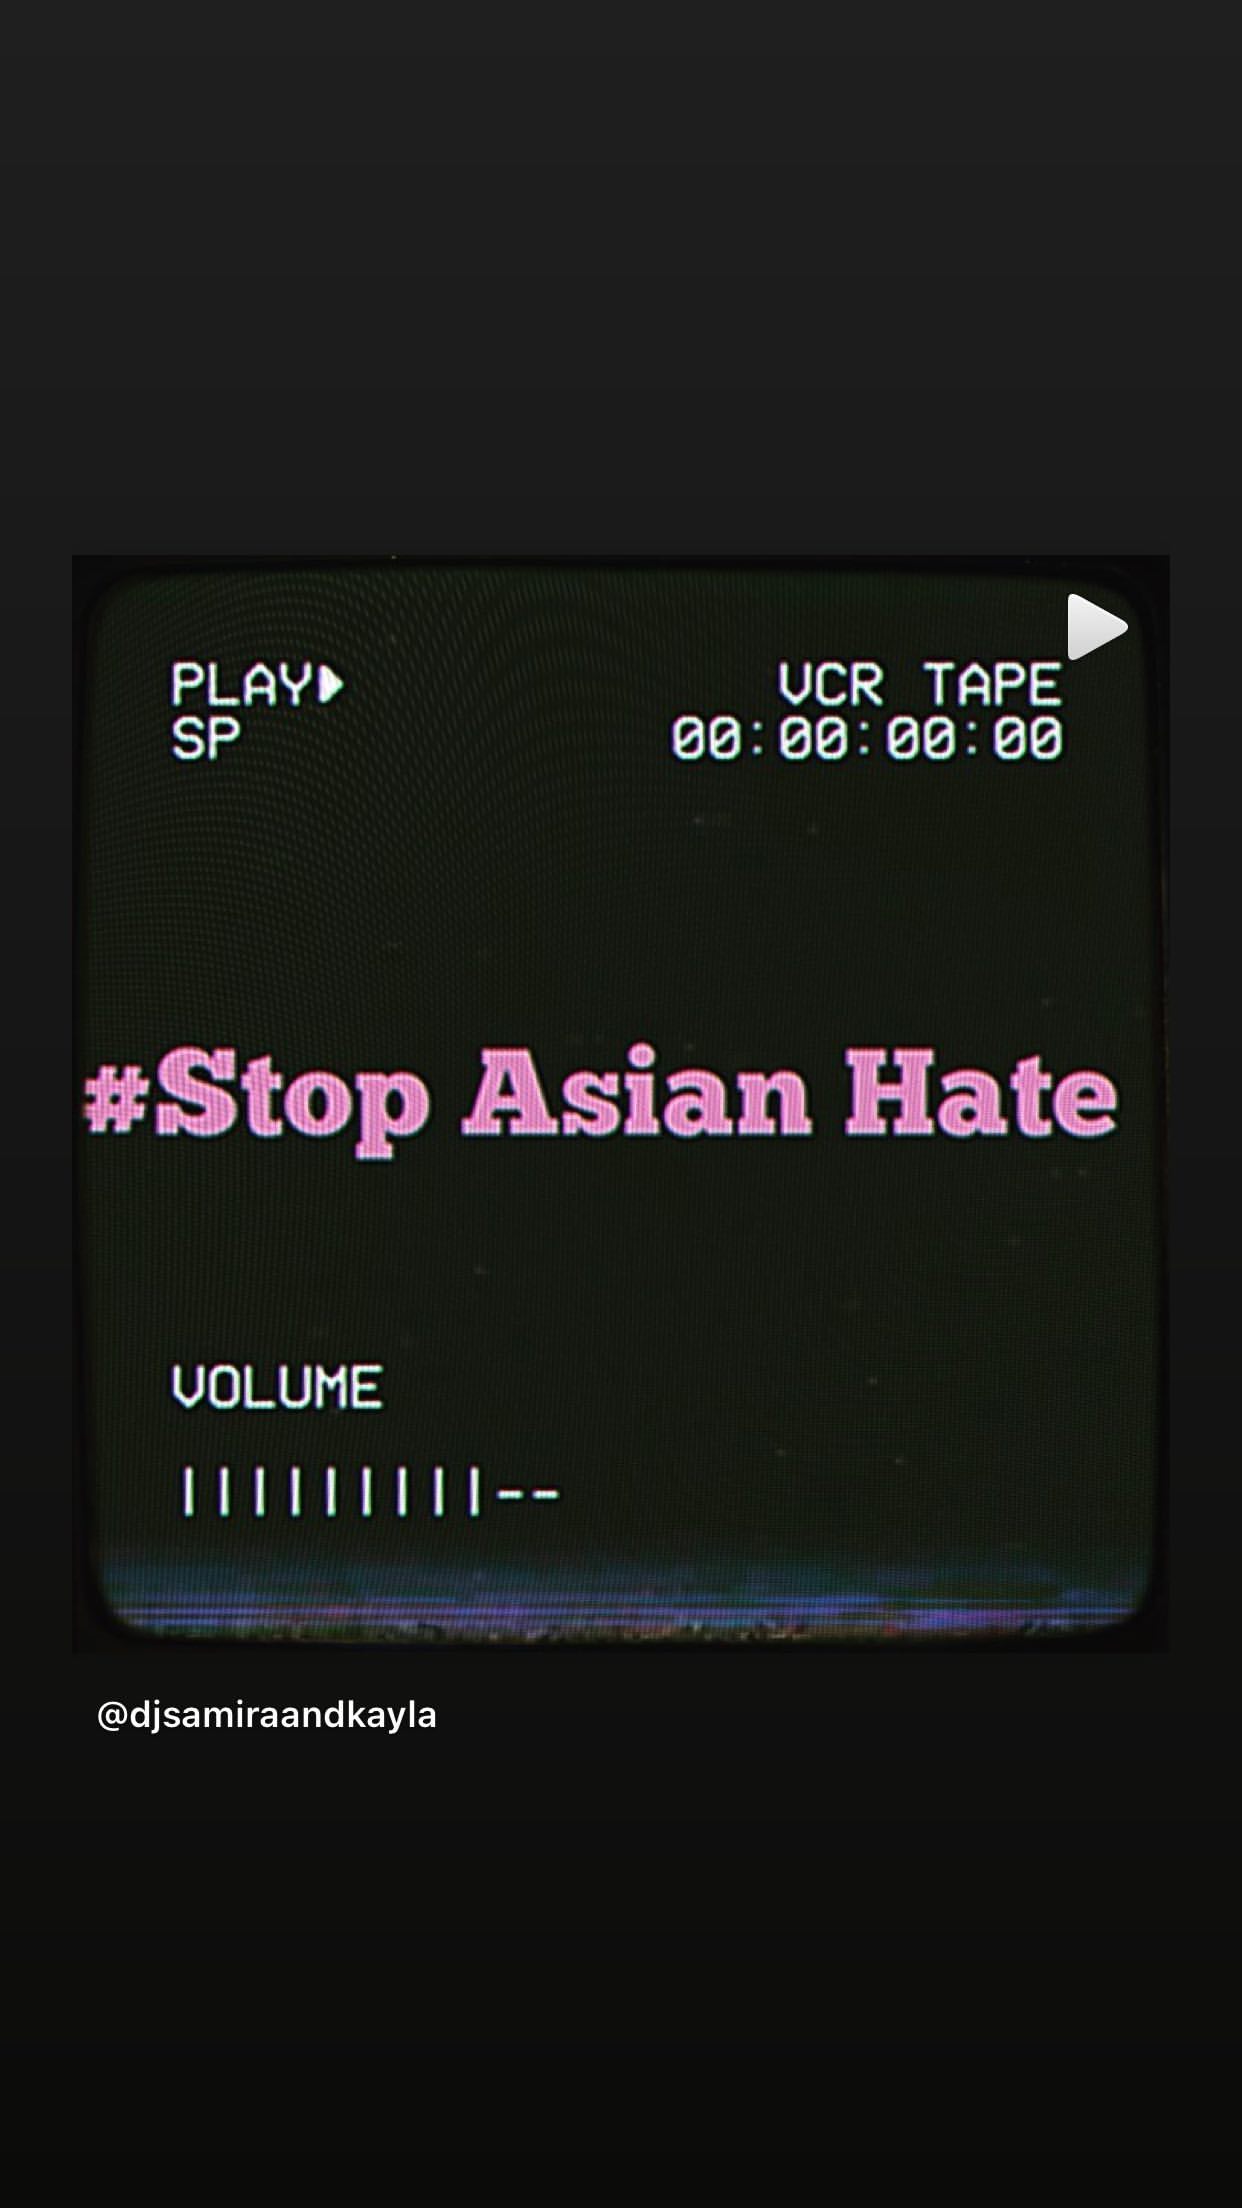 PLAY▶
SP
VCR TAPE
00:00:00:00
#Stop Asian Hate
VOLUME
|||||||||--
@djsamiraandkayla